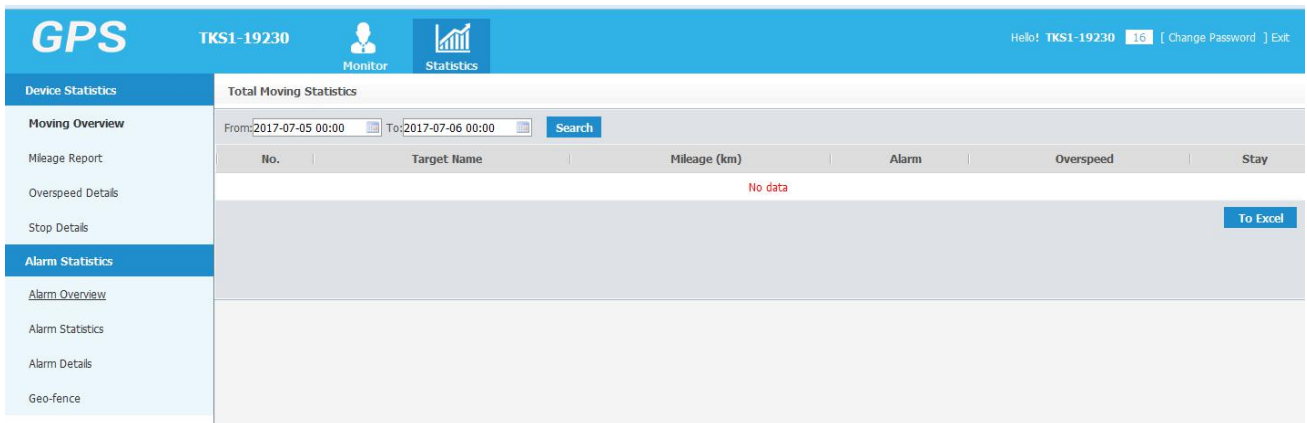 GPS TKS1-19230 Monitor Statistics Hello! TKS1-19230 16 [ Change Password ] Exit
Device Statistics
Total Moving Statistics
Moving Overview
From: 2017-07-05 00:00 To: 2017-07-06 00:00 Search
Mileage Report
No. Target Name Mileage (km) Alarm Overspeed Stay
Overspeed Details
No data
Stop Details
To Excel
Alarm Statistics
Alarm Overview
Alarm Statistics
Alarm Details
Geo-fence